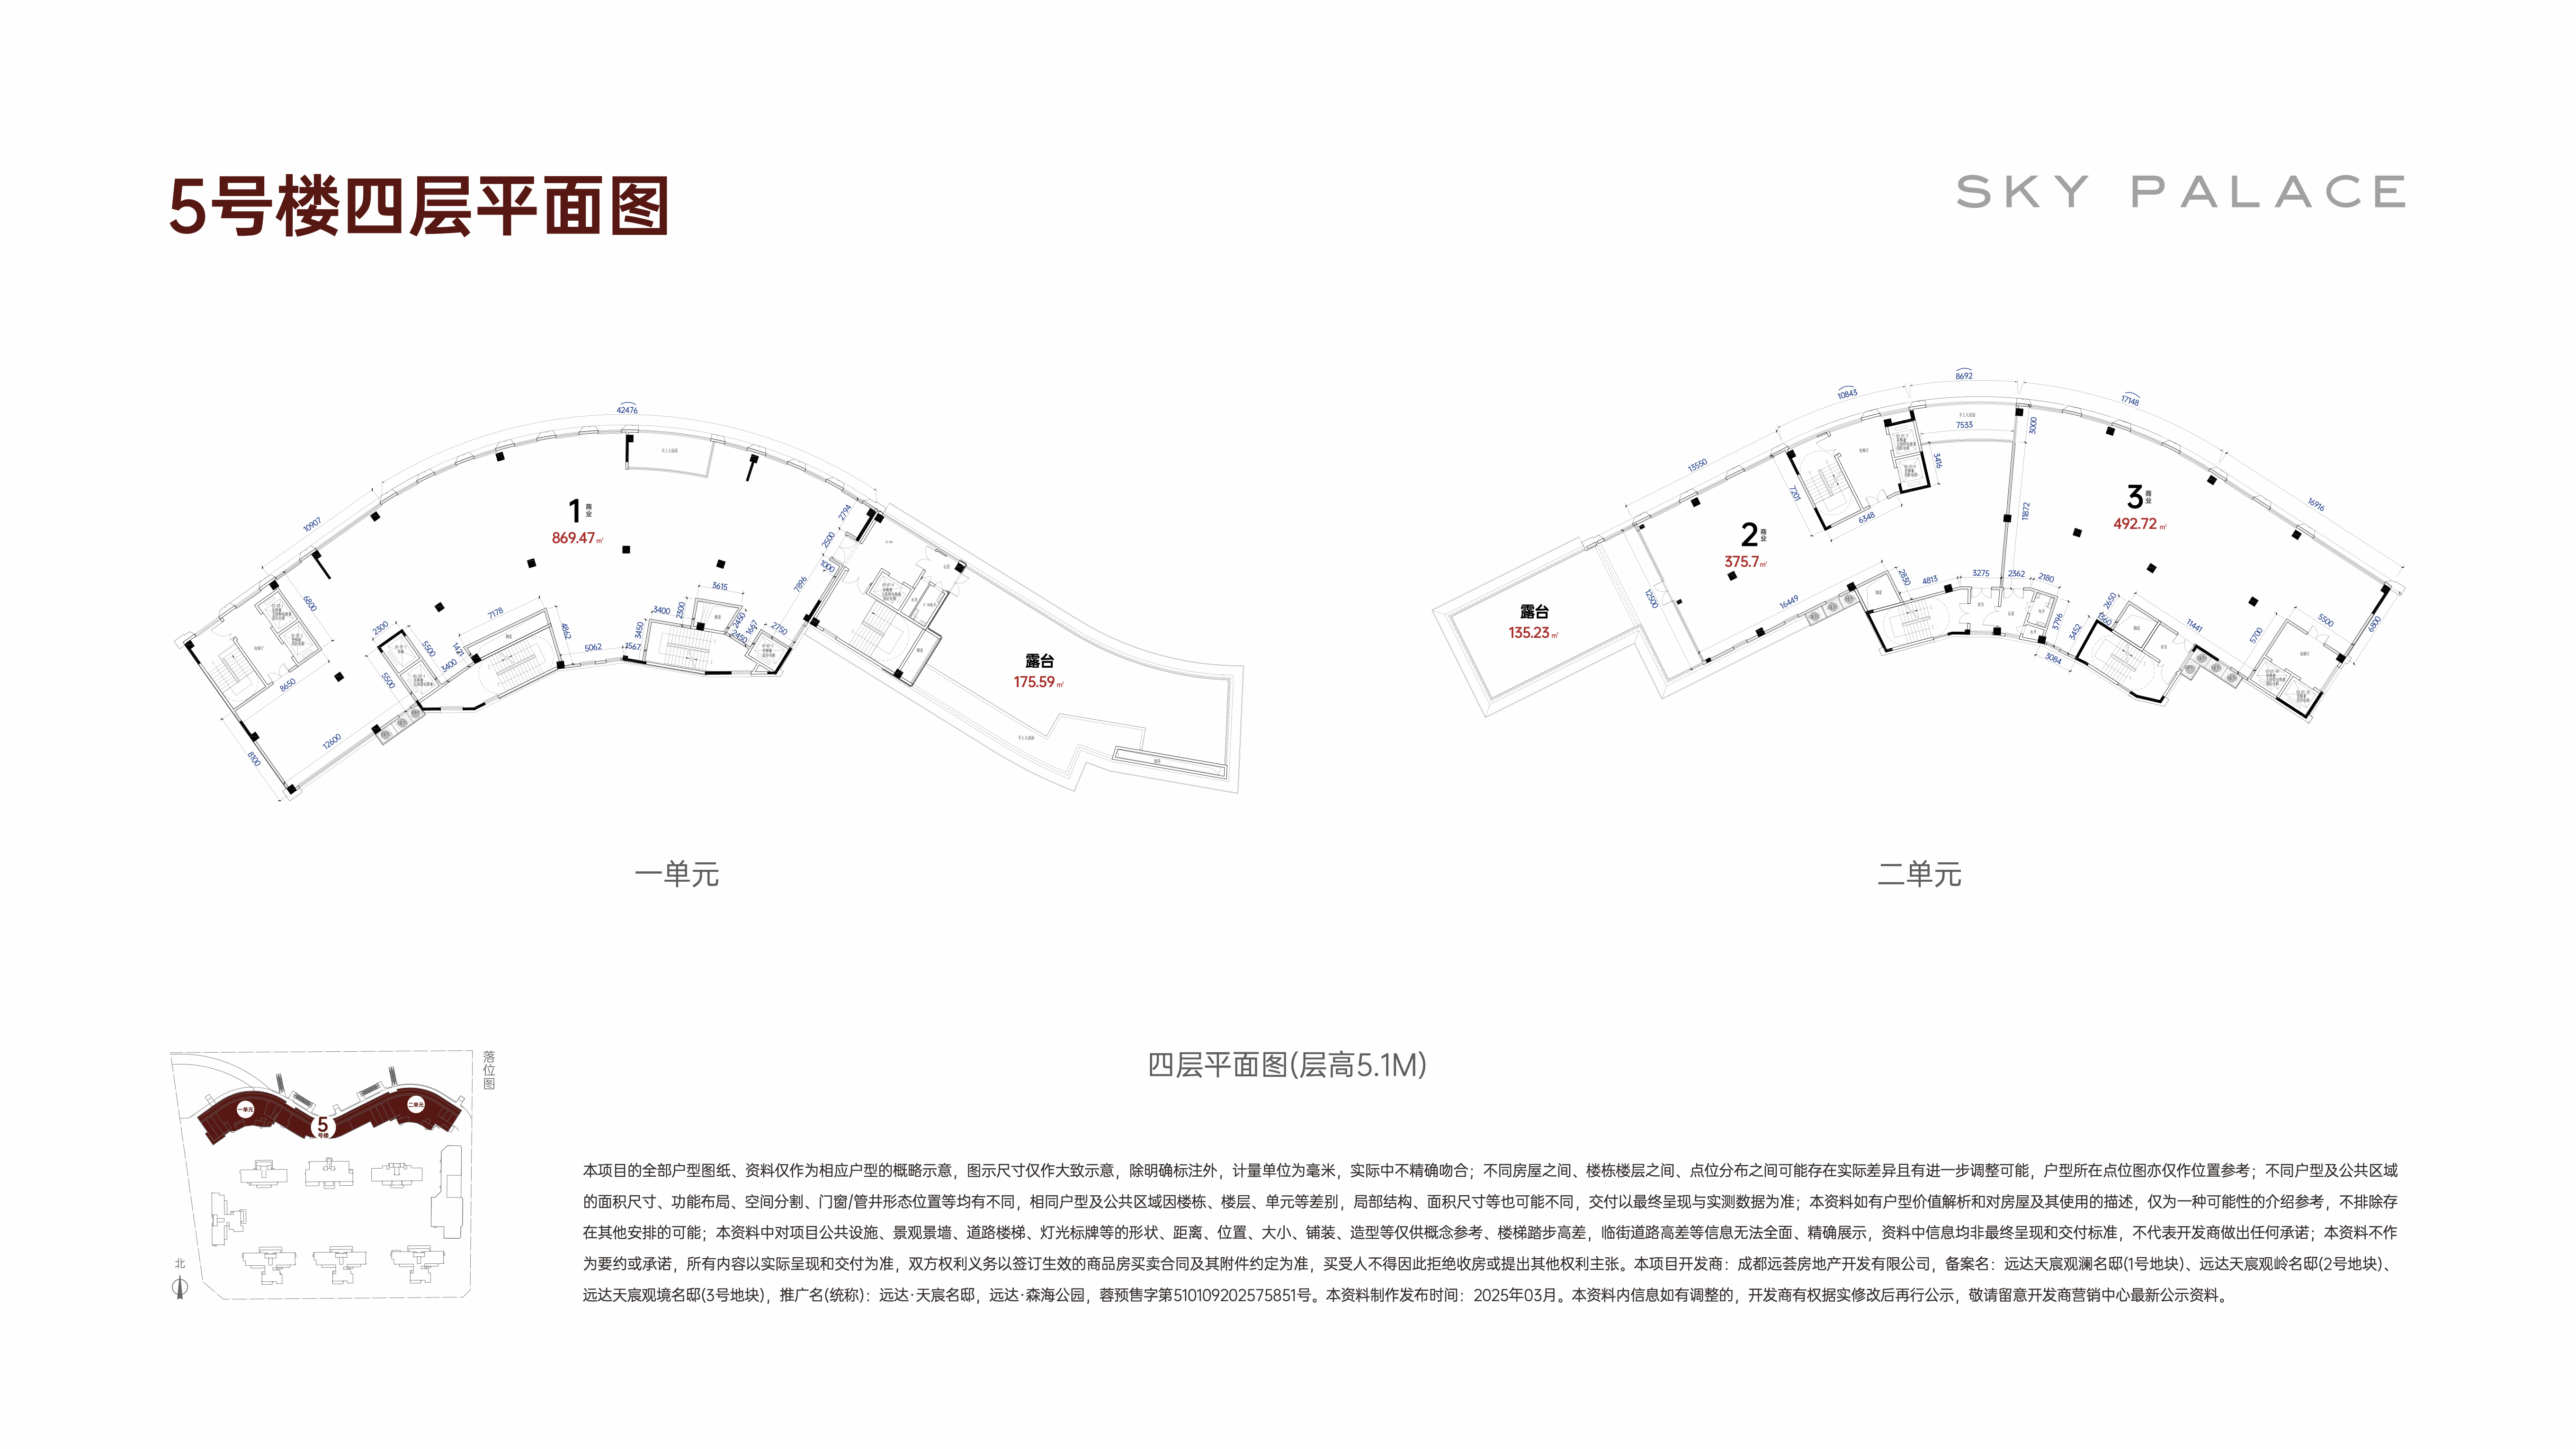 5号楼四层平面图
SKY PALACE
42476
10907
1 商业
869.47㎡
不上人屋面
6800
8650
8100
12600
2300
5500
5500
1421
3400
7178
4862
5062
1567
3450
3400
2300
3615
2450
2450
1667
2750
7896
1000
2500
2794
电梯厅
露台
175.59㎡
不上人屋面
一单元
8692
10843
17148
13550
16916
不上人屋面
7533
3000
3416
7201
6348
11872
电梯厅
2 商业
375.7㎡
3 商业
492.72㎡
露台
135.23㎡
12500
16449
2830
4813
3275
2362
2180
3796
3084
3452
1360
2650
11441
5700
5500
6800
电梯厅
二单元
四层平面图(层高5.1M)
落位图
一单元
二单元
5
号楼
北
本项目的全部户型图纸、资料仅作为相应户型的概略示意，图示尺寸仅作大致示意，除明确标注外，计量单位为毫米，实际中不精确吻合；不同房屋之间、楼栋楼层之间、点位分布之间可能存在实际差异且有进一步调整可能，户型所在点位图亦仅作位置参考；不同户型及公共区域
的面积尺寸、功能布局、空间分割、门窗/管井形态位置等均有不同，相同户型及公共区域因楼栋、楼层、单元等差别，局部结构、面积尺寸等也可能不同，交付以最终呈现与实测数据为准；本资料如有户型价值解析和对房屋及其使用的描述，仅为一种可能性的介绍参考，不排除存
在其他安排的可能；本资料中对项目公共设施、景观景墙、道路楼梯、灯光标牌等的形状、距离、位置、大小、铺装、造型等仅供概念参考、楼梯踏步高差，临街道路高差等信息无法全面、精确展示，资料中信息均非最终呈现和交付标准，不代表开发商做出任何承诺；本资料不作
为要约或承诺，所有内容以实际呈现和交付为准，双方权利义务以签订生效的商品房买卖合同及其附件约定为准，买受人不得因此拒绝收房或提出其他权利主张。本项目开发商：成都远荟房地产开发有限公司，备案名：远达天宸观澜名邸(1号地块)、远达天宸观岭名邸(2号地块)、
远达天宸观境名邸(3号地块)，推广名(统称)：远达·天宸名邸，远达·森海公园，蓉预售字第510109202575851号。本资料制作发布时间：2025年03月。本资料内信息如有调整的，开发商有权据实修改后再行公示，敬请留意开发商营销中心最新公示资料。